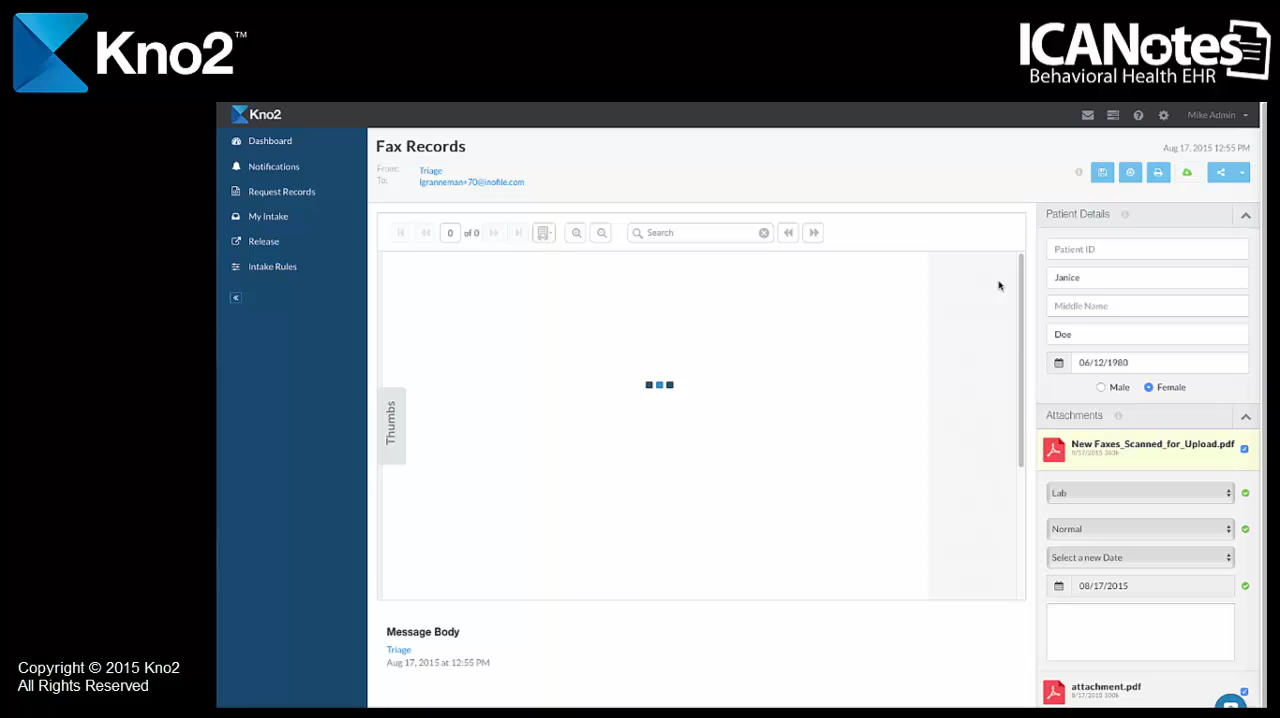 Kno2™
ICANotes
Behavioral Health EHR
Kno2
Mike Admin
Dashboard
Notifications
Request Records
My Intake
Release
Intake Rules
Fax Records
Aug 17, 2015 12:55 PM
From: Triage
To: lgranneman+70@inofile.com
0 of 0
Search
Thumbs
Message Body
Triage
Aug 17, 2015 at 12:55 PM
Patient Details
Patient ID
Janice
Middle Name
Doe
06/12/1980
Male Female
Attachments
New Faxes_Scanned_for_Upload.pdf
Lab
Normal
Select a new Date
08/17/2015
attachment.pdf
Copyright © 2015 Kno2
All Rights Reserved